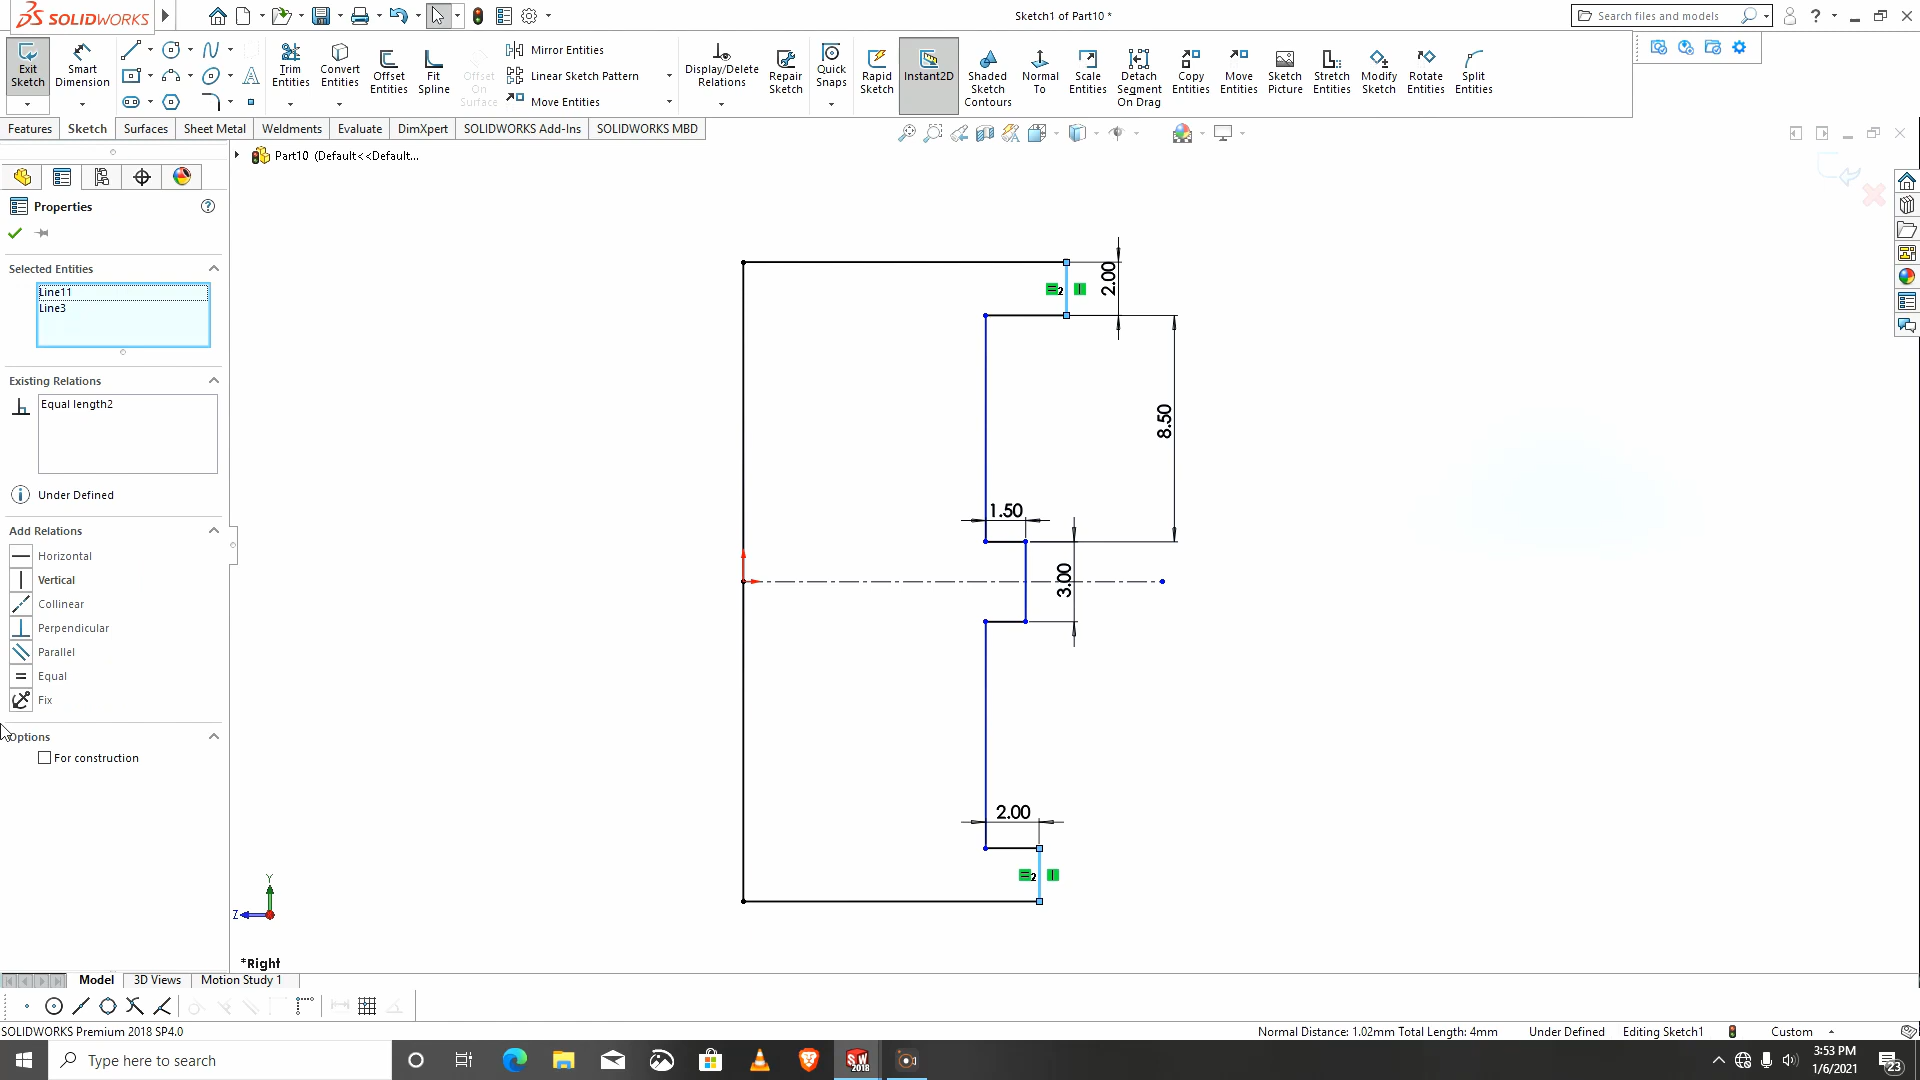 SOLIDWORKS
Sketch1 of Part10 *
Search files and models
Exit Sketch
Smart Dimension
Trim Entities
Convert Entities
Offset Entities
Fit Spline
Offset On Surface
Mirror Entities
Linear Sketch Pattern
Move Entities
Display/Delete Relations
Repair Sketch
Quick Snaps
Rapid Sketch
Instant2D
Shaded Sketch Contours
Normal To
Scale Entities
Detach Segment On Drag
Copy Entities
Move Entities
Sketch Picture
Stretch Entities
Modify Sketch
Rotate Entities
Split Entities
Features
Sketch
Surfaces
Sheet Metal
Weldments
Evaluate
DimXpert
SOLIDWORKS Add-Ins
SOLIDWORKS MBD
Part10 (Default<<Default...
Properties
Selected Entities
Line11
Line3
Existing Relations
Equal length2
Under Defined
Add Relations
Horizontal
Vertical
Collinear
Perpendicular
Parallel
Equal
Fix
Options
For construction
2.00
2
8.50
1.50
3.00
2.00
2
Y
Z
*Right
Model
3D Views
Motion Study 1
SOLIDWORKS Premium 2018 SP4.0
Normal Distance: 1.02mm Total Length: 4mm
Under Defined
Editing Sketch1
Custom
Type here to search
SW
2018
3:53 PM
1/6/2021
23